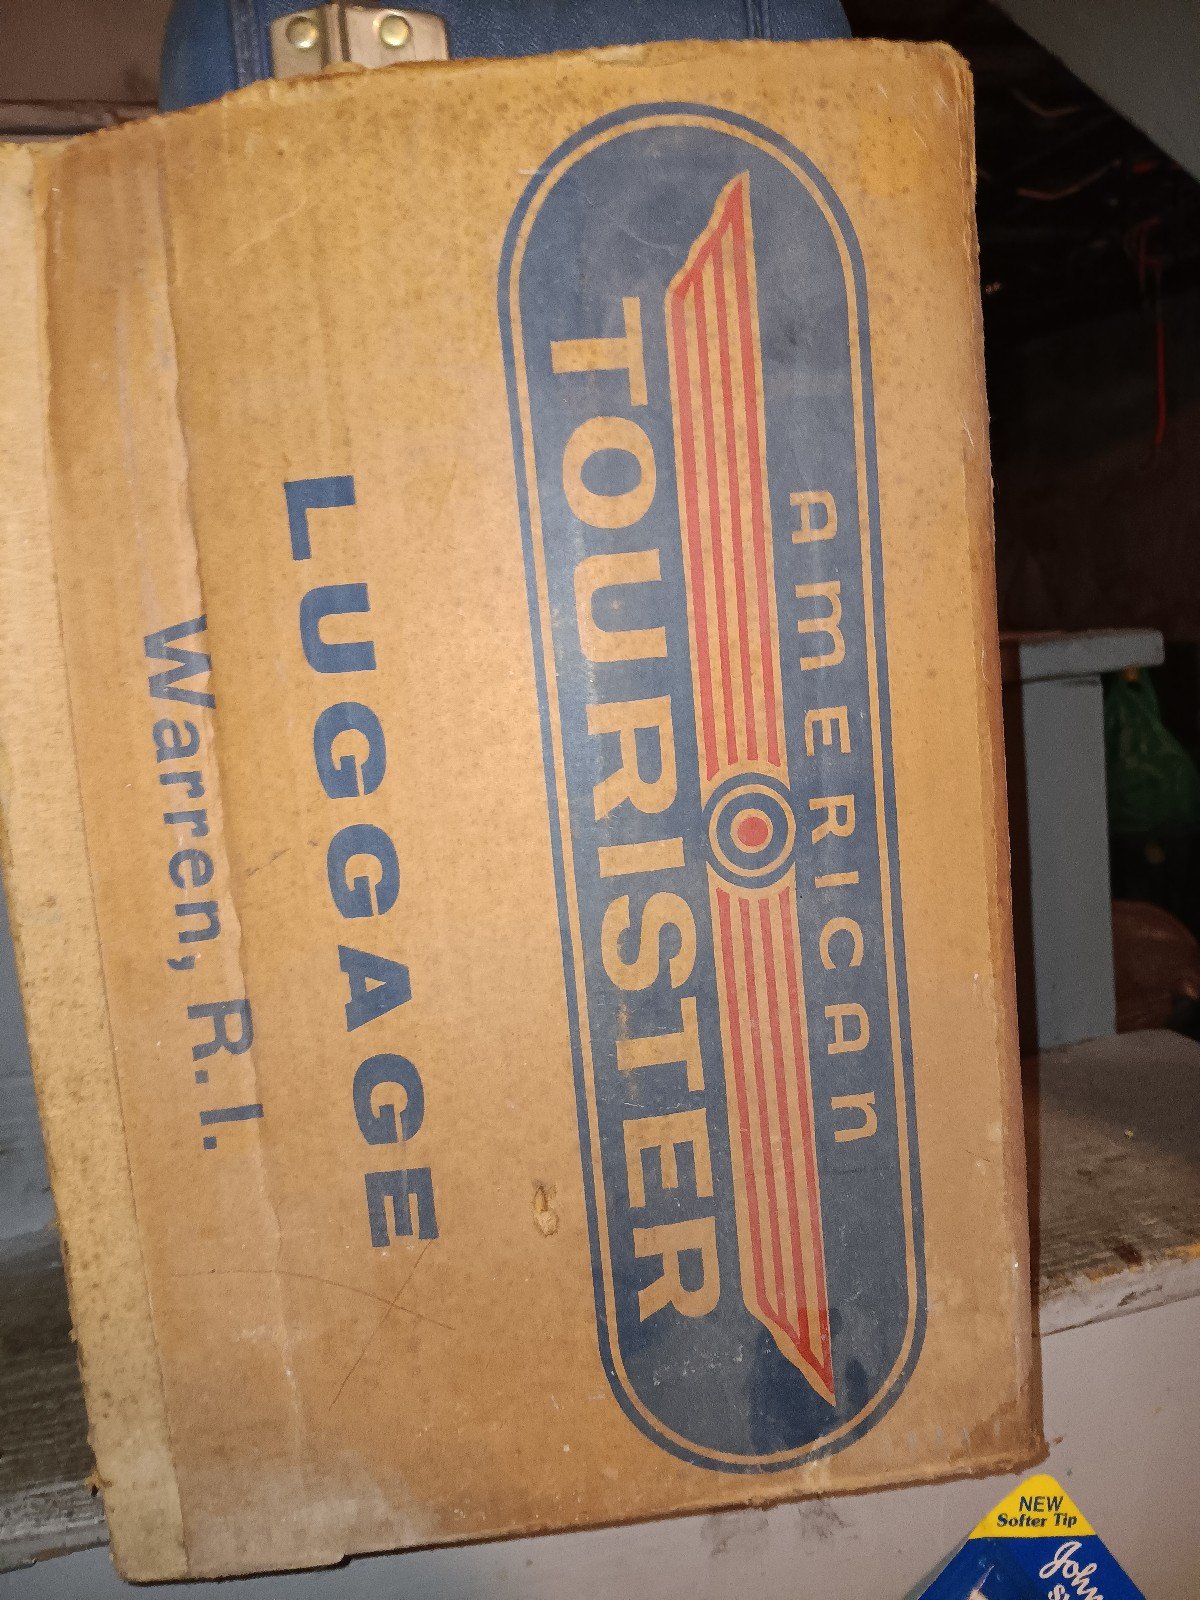 amERICan
TOURISTER
LUGGAGE
Warren, R. I.
NEW
Softer Tip